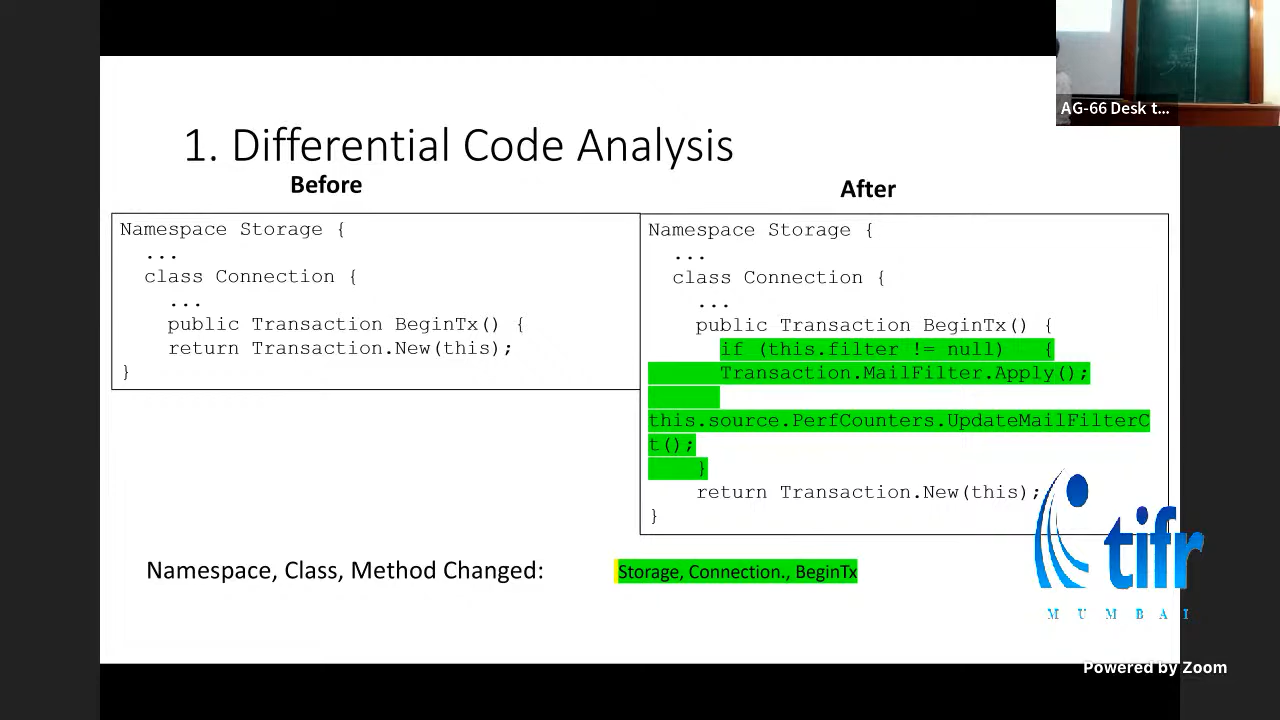 AG-66 Desk t...
1. Differential Code Analysis
Before
Namespace Storage {
...
class Connection {
...
public Transaction BeginTx() {
return Transaction.New(this);
}
After
Namespace Storage {
...
class Connection {
...
public Transaction BeginTx() {
if (this.filter != null) {
Transaction.MailFilter.Apply();
this.source.PerfCounters.UpdateMailFilterC
t();
}
return Transaction.New(this);
}
Namespace, Class, Method Changed:
Storage, Connection., BeginTx
tifr
MUMBAI
Powered by Zoom